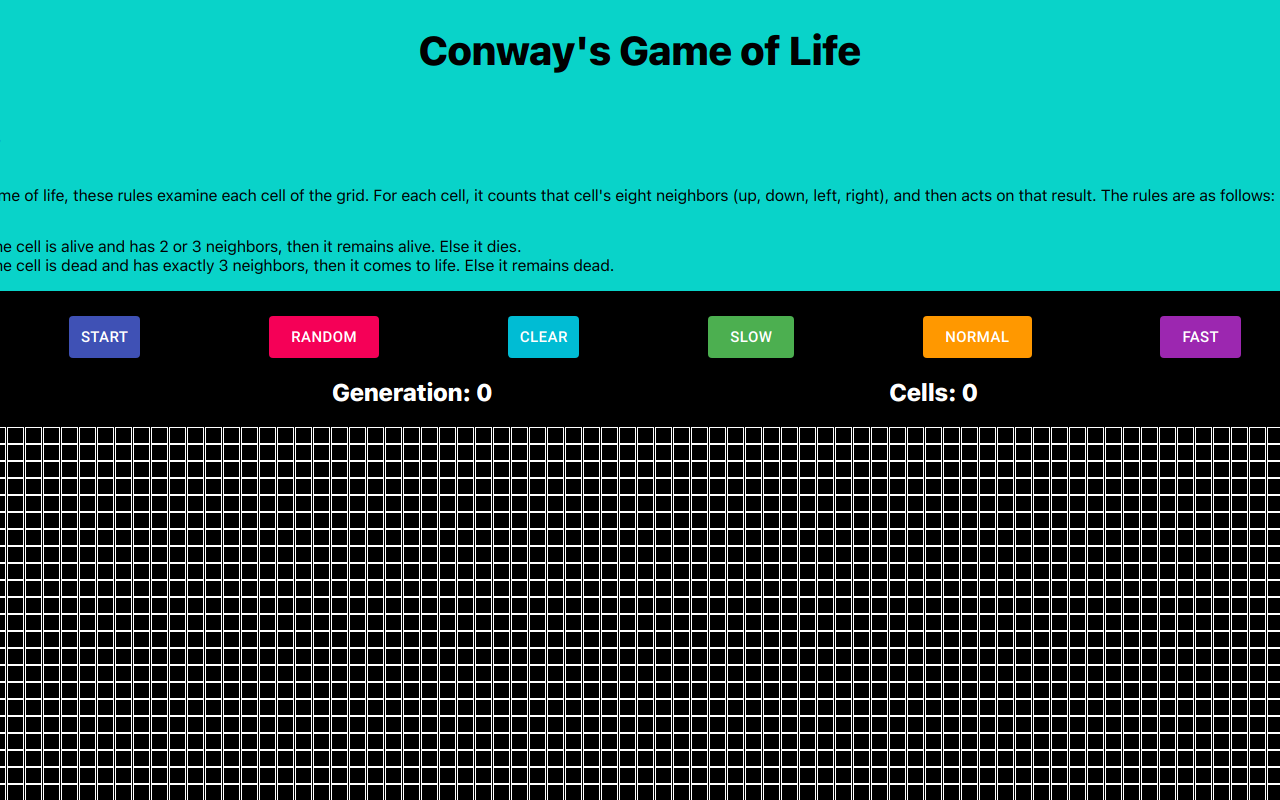 Conway's Game of Life
me of life, these rules examine each cell of the grid. For each cell, it counts that cell's eight neighbors (up, down, left, right), and then acts on that result. The rules are as follows:
e cell is alive and has 2 or 3 neighbors, then it remains alive. Else it dies.
e cell is dead and has exactly 3 neighbors, then it comes to life. Else it remains dead.
START RANDOM CLEAR SLOW NORMAL FAST
Generation: 0 Cells: 0